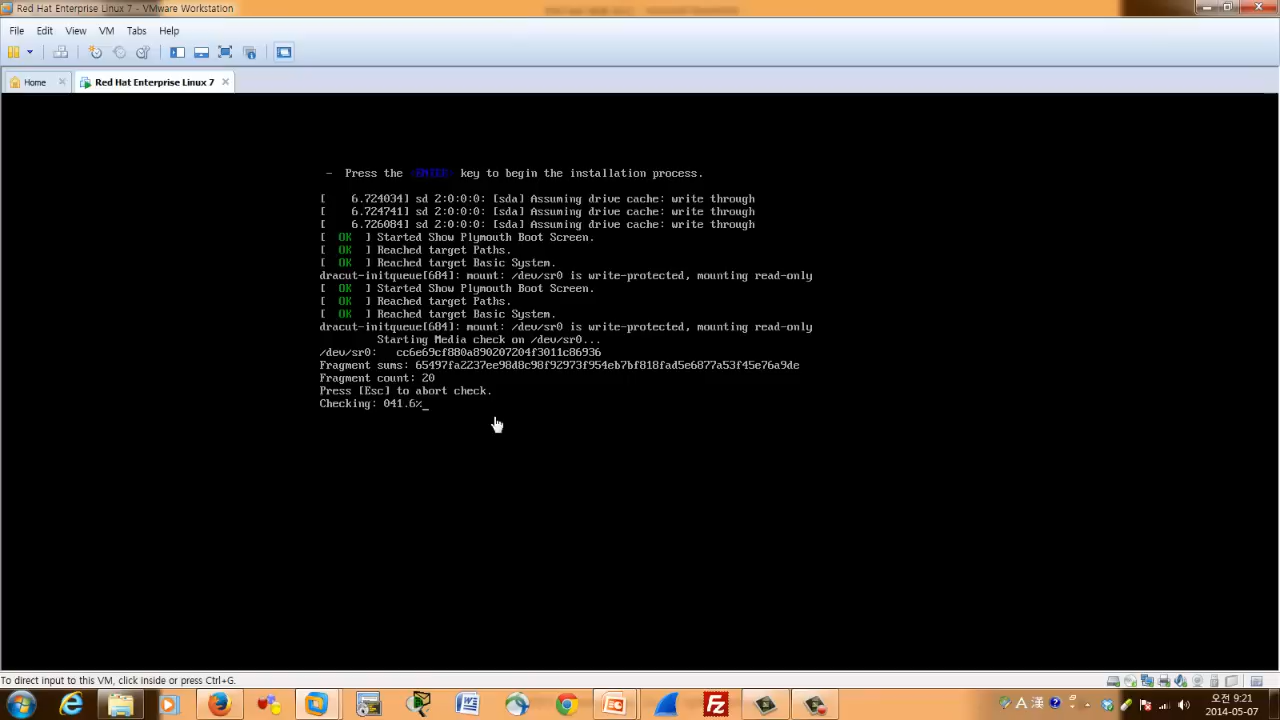 Red Hat Enterprise Linux 7 - VMware Workstation
File Edit View VM Tabs Help
Home Red Hat Enterprise Linux 7
- Press the <ENTER> key to begin the installation process.
[ 6.724034] sd 2:0:0:0: [sda] Assuming drive cache: write through
[ 6.724741] sd 2:0:0:0: [sda] Assuming drive cache: write through
[ 6.726084] sd 2:0:0:0: [sda] Assuming drive cache: write through
[ OK ] Started Show Plymouth Boot Screen.
[ OK ] Reached target Paths.
[ OK ] Reached target Basic System.
dracut-initqueue[684]: mount: /dev/sr0 is write-protected, mounting read-only
[ OK ] Started Show Plymouth Boot Screen.
[ OK ] Reached target Paths.
[ OK ] Reached target Basic System.
dracut-initqueue[684]: mount: /dev/sr0 is write-protected, mounting read-only
Starting Media check on /dev/sr0...
/dev/sr0: cc6e69cf880a890207204f3011c86936
Fragment sums: 65497fa2237ee98d8c98f92973f954eb7bf818fad5e6877a53f45e76a9de
Fragment count: 20
Press [Esc] to abort check.
Checking: 041.6%_
To direct input to this VM, click inside or press Ctrl+G.
A 漢
오전 9:21
2014-05-07